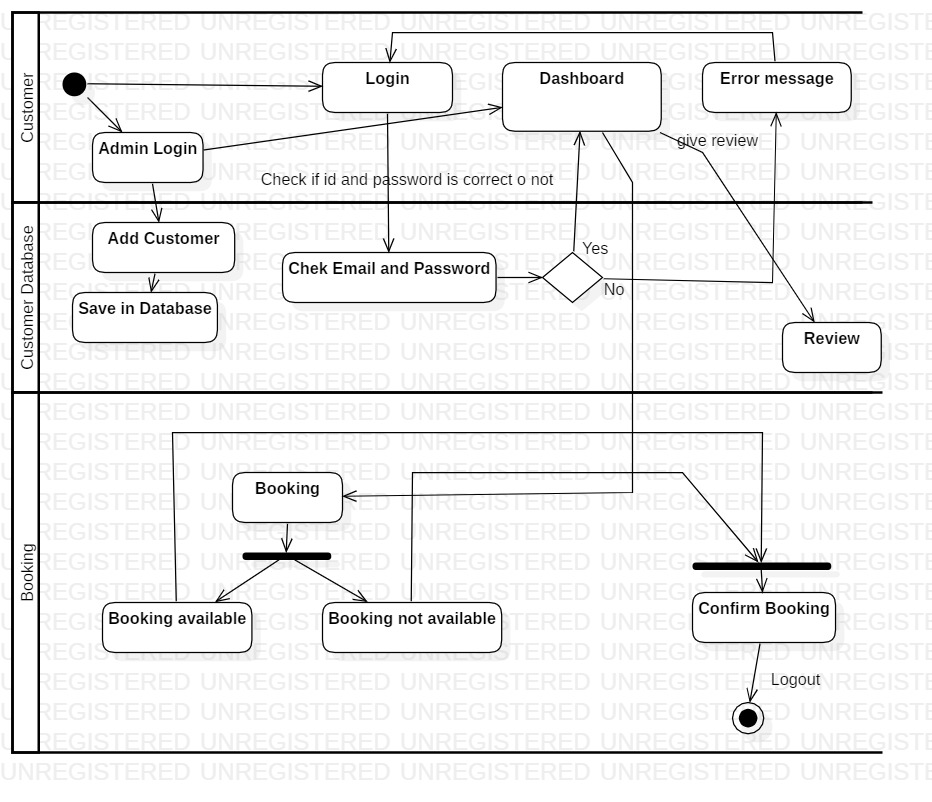 Customer
Login
Dashboard
Error message
Admin Login
give review
Check if id and password is correct o not
Customer Database
Add Customer
Yes
Chek Email and Password
No
Save in Database
Review
Booking
Booking
Booking available
Booking not available
Confirm Booking
Logout
UNREGISTERED